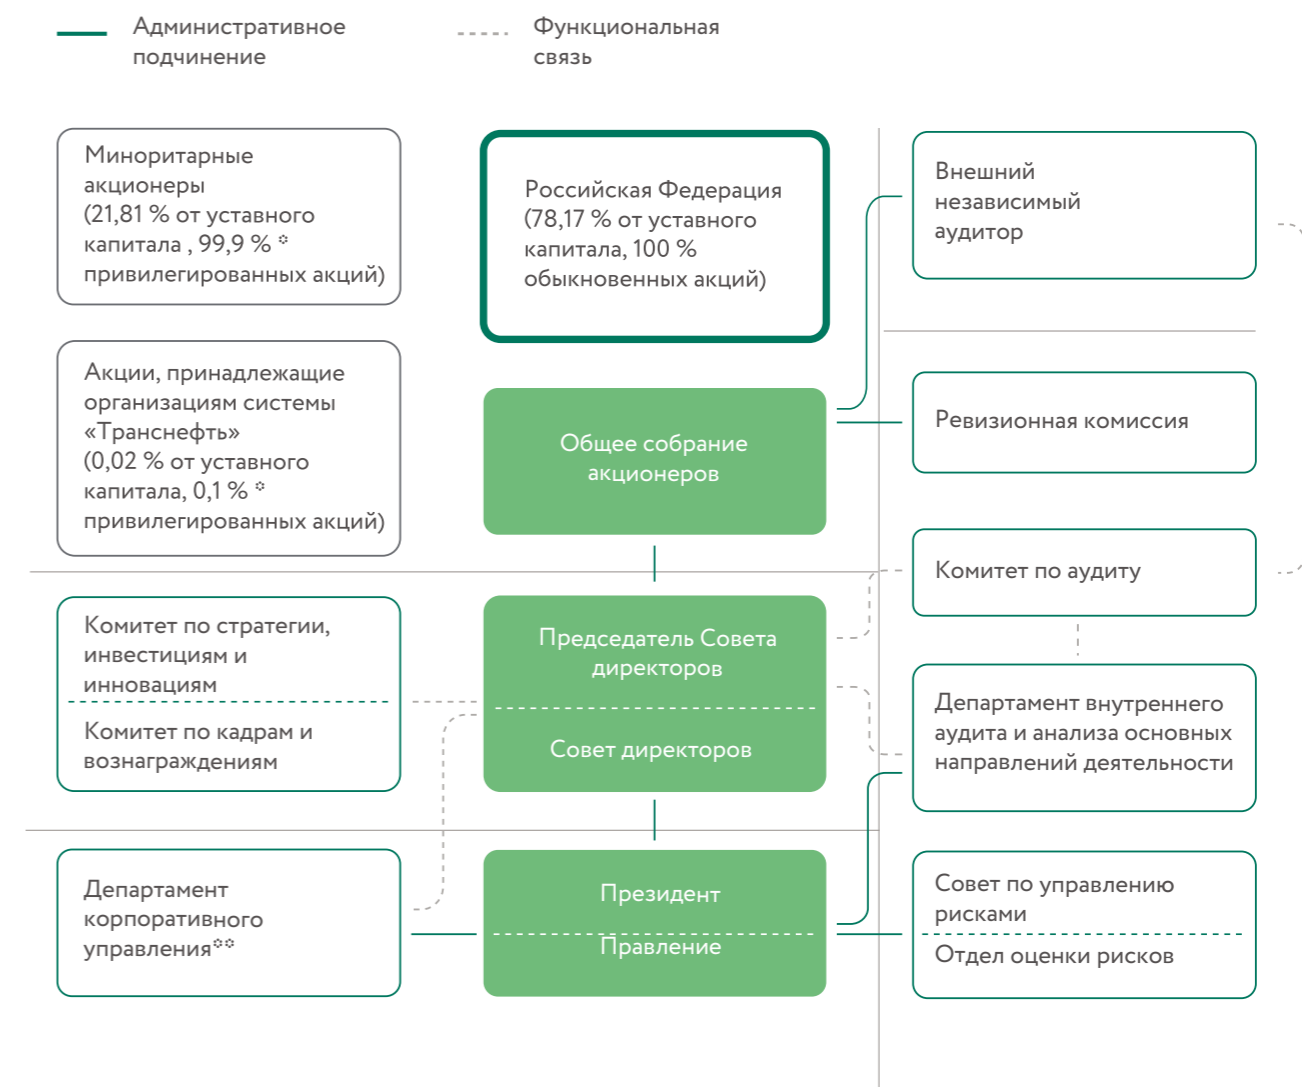 Административное
подчинение
Функциональная
связь
Миноритарные
акционеры
(21,81 % от уставного
капитала , 99,9 % *
привилегированных акций)
Российская Федерация
(78,17 % от уставного
капитала, 100 %
обыкновенных акций)
Внешний
независимый
аудитор
Акции, принадлежащие
организациям системы
«Транснефть»
(0,02 % от уставного
капитала, 0,1 % *
привилегированных акций)
Общее собрание
акционеров
Ревизионная комиссия
Комитет по аудиту
Комитет по стратегии,
инвестициям и
инновациям
Комитет по кадрам и
вознаграждениям
Председатель Совета
директоров
Совет директоров
Департамент внутреннего
аудита и анализа основных
направлений деятельности
Департамент
корпоративного
управления**
Президент
Правление
Совет по управлению
рисками
Отдел оценки рисков